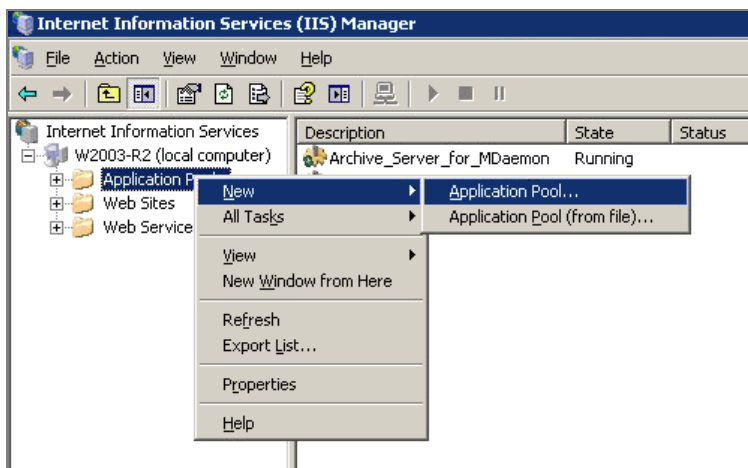 Internet Information Services (IIS) Manager
File Action View Window Help
Internet Information Services
W2003-R2 (local computer)
Application
Web Sites
Web Service
Description State Status
Archive_Server_for_MDaemon Running
New
All Tasks
View
New Window from Here
Refresh
Export List...
Properties
Help
Application Pool...
Application Pool (from file)...